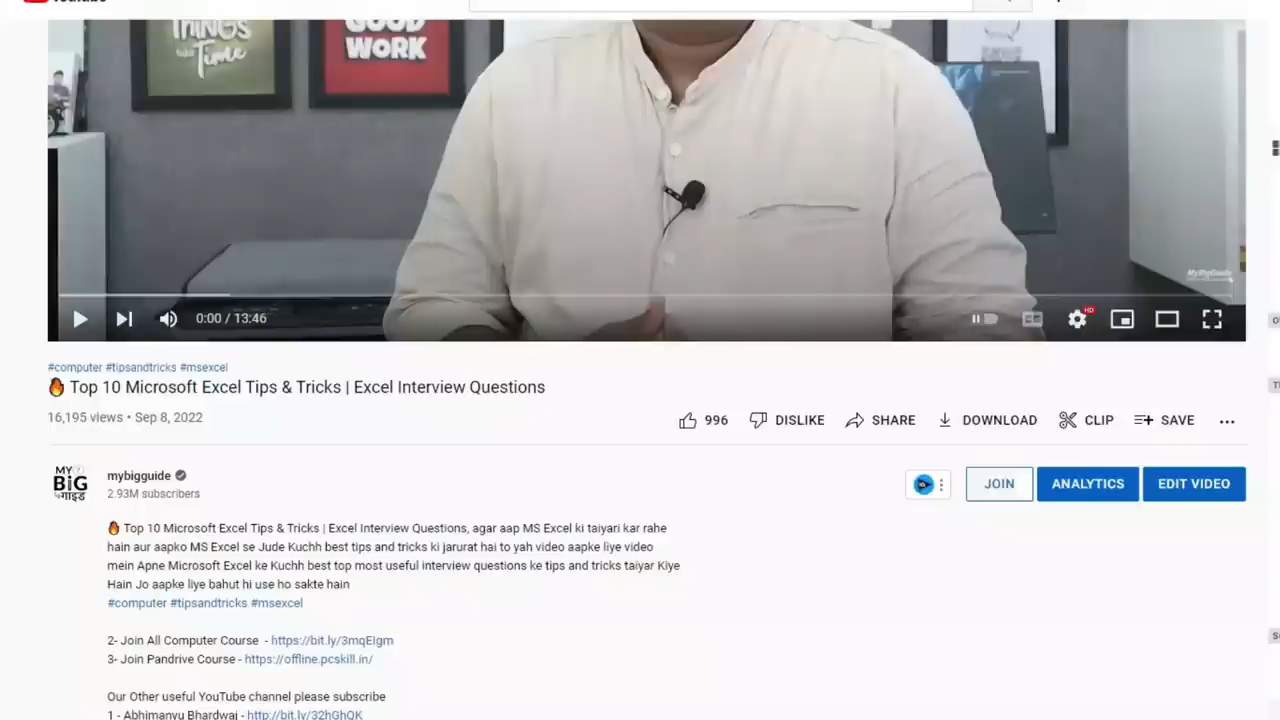 THINGS
take
Time
GOOD
WORK
MyBigGuide
0:00 / 13:46
HD
#computer #tipsandtricks #msexcel
🔥 Top 10 Microsoft Excel Tips & Tricks | Excel Interview Questions
16,195 views • Sep 8, 2022
996 DISLIKE SHARE DOWNLOAD CLIP SAVE ...
MY
BiG
गाइड
mybigguide
2.93M subscribers
JOIN ANALYTICS EDIT VIDEO
🔥 Top 10 Microsoft Excel Tips & Tricks | Excel Interview Questions, agar aap MS Excel ki taiyari kar rahe
hain aur aapko MS Excel se Jude Kuchh best tips and tricks ki jarurat hai to yah video aapke liye video
mein Apne Microsoft Excel ke Kuchh best top most useful interview questions ke tips and tricks taiyar Kiye
Hain Jo aapke liye bahut hi use ho sakte hain
#computer #tipsandtricks #msexcel
2- Join All Computer Course - https://bit.ly/3mqEIgm
3- Join Pandrive Course - https://offline.pcskill.in/
Our Other useful YouTube channel please subscribe
1 - Abhimanyu Bhardwaj - http://bit.ly/32hGhQK